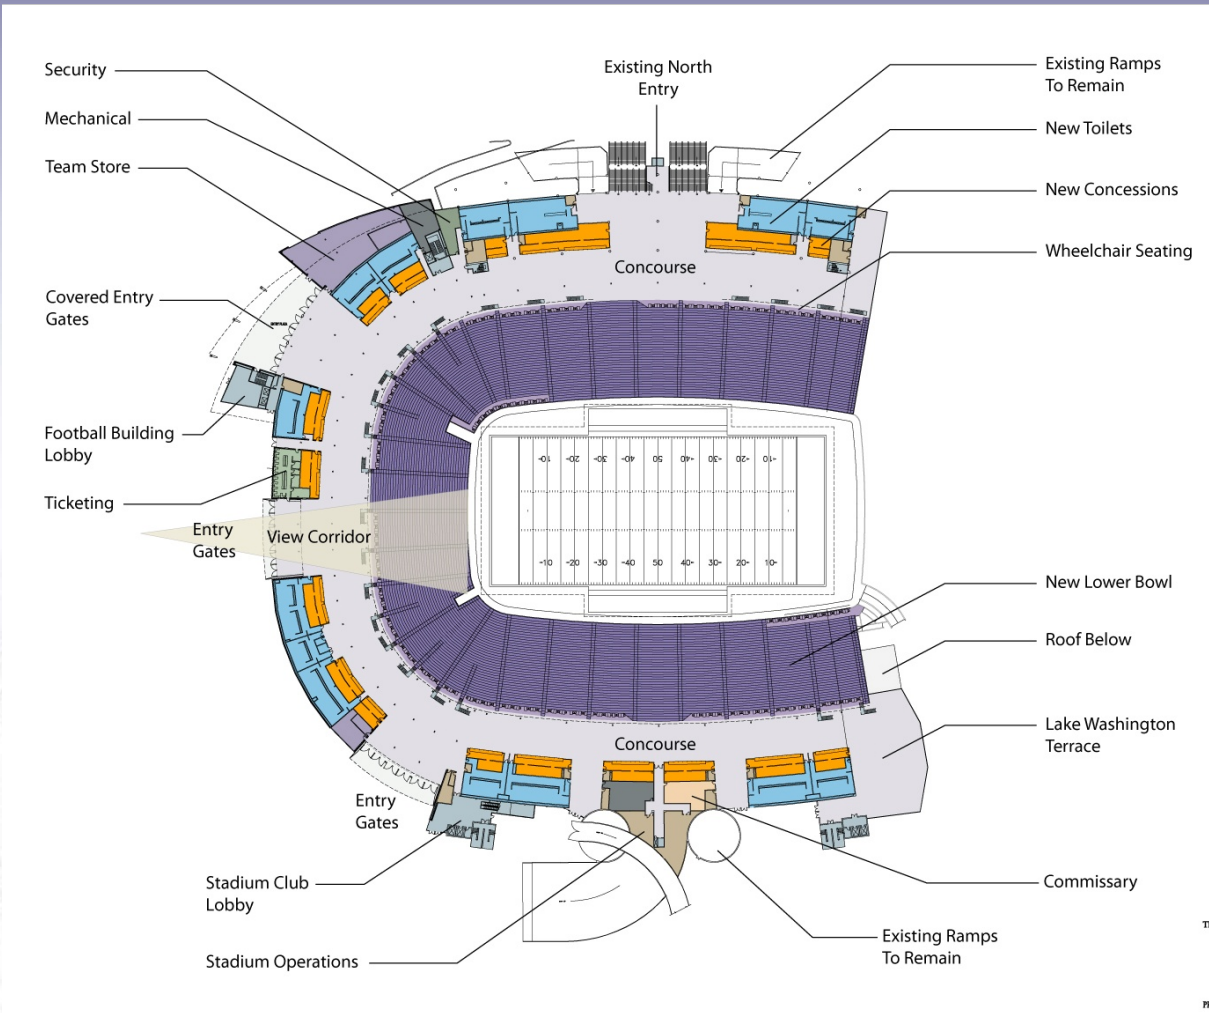 Security
Mechanical
Team Store
Covered Entry
Gates
Football Building
Lobby
Ticketing
Entry
Gates
View Corridor
Existing North
Entry
Existing Ramps
To Remain
New Toilets
New Concessions
Wheelchair Seating
Concourse
-10 -20 -30 -40 50 40- 30- 20- 10-
-10 -20 -30 -40 50 40- 30- 20- 10-
New Lower Bowl
Roof Below
Lake Washington
Terrace
Concourse
Entry
Gates
Stadium Club
Lobby
Stadium Operations
Commissary
Existing Ramps
To Remain